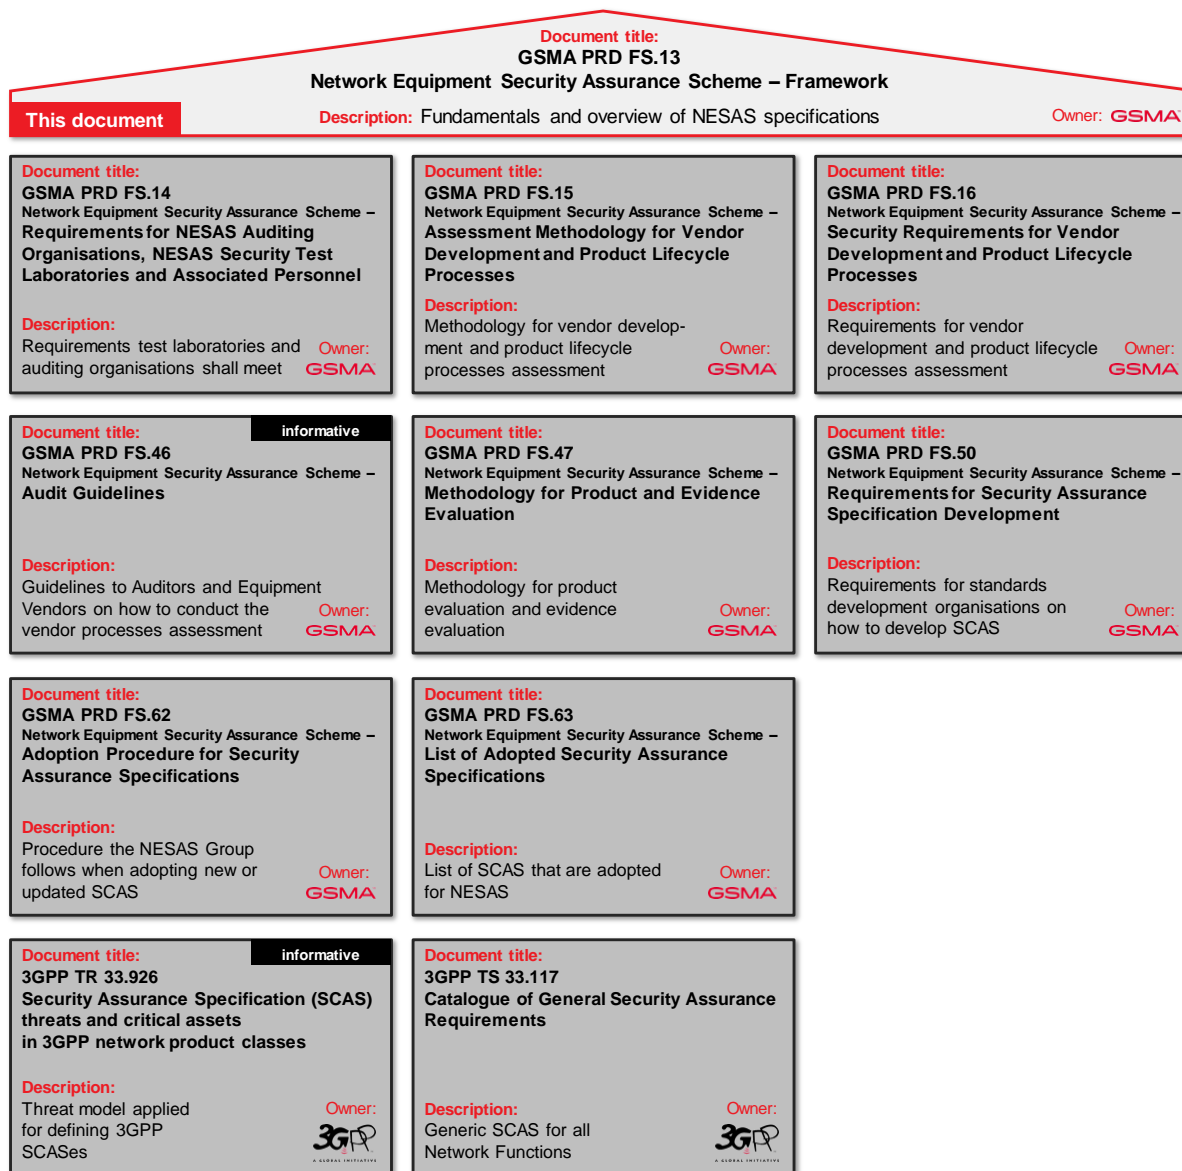 Document title:
GSMA PRD FS.13
Network Equipment Security Assurance Scheme – Framework
This document
Description: Fundamentals and overview of NESAS specifications
Owner: GSMA
Document title:
GSMA PRD FS.14
Network Equipment Security Assurance Scheme –
Requirements for NESAS Auditing
Organisations, NESAS Security Test
Laboratories and Associated Personnel
Description:
Requirements test laboratories and
auditing organisations shall meet
Owner:
GSMA
Document title:
GSMA PRD FS.15
Network Equipment Security Assurance Scheme –
Assessment Methodology for Vendor
Development and Product Lifecycle
Processes
Description:
Methodology for vendor develop-
ment and product lifecycle
processes assessment
Owner:
GSMA
Document title:
GSMA PRD FS.16
Network Equipment Security Assurance Scheme –
Security Requirements for Vendor
Development and Product Lifecycle
Processes
Description:
Requirements for vendor
development and product lifecycle
processes assessment
Owner:
GSMA
Document title:
informative
GSMA PRD FS.46
Network Equipment Security Assurance Scheme –
Audit Guidelines
Description:
Guidelines to Auditors and Equipment
Vendors on how to conduct the
vendor processes assessment
Owner:
GSMA
Document title:
GSMA PRD FS.47
Network Equipment Security Assurance Scheme –
Methodology for Product and Evidence
Evaluation
Description:
Methodology for product
evaluation and evidence
evaluation
Owner:
GSMA
Document title:
GSMA PRD FS.50
Network Equipment Security Assurance Scheme –
Requirements for Security Assurance
Specification Development
Description:
Requirements for standards
development organisations on
how to develop SCAS
Owner:
GSMA
Document title:
GSMA PRD FS.62
Network Equipment Security Assurance Scheme –
Adoption Procedure for Security
Assurance Specifications
Description:
Procedure the NESAS Group
follows when adopting new or
updated SCAS
Owner:
GSMA
Document title:
GSMA PRD FS.63
Network Equipment Security Assurance Scheme –
List of Adopted Security Assurance
Specifications
Description:
List of SCAS that are adopted
for NESAS
Owner:
GSMA
Document title:
informative
3GPP TR 33.926
Security Assurance Specification (SCAS)
threats and critical assets
in 3GPP network product classes
Description:
Threat model applied
for defining 3GPP
SCASes
Owner:
3GPP
A GLOBAL INITIATIVE
Document title:
3GPP TS 33.117
Catalogue of General Security Assurance
Requirements
Description:
Generic SCAS for all
Network Functions
Owner:
3GPP
A GLOBAL INITIATIVE